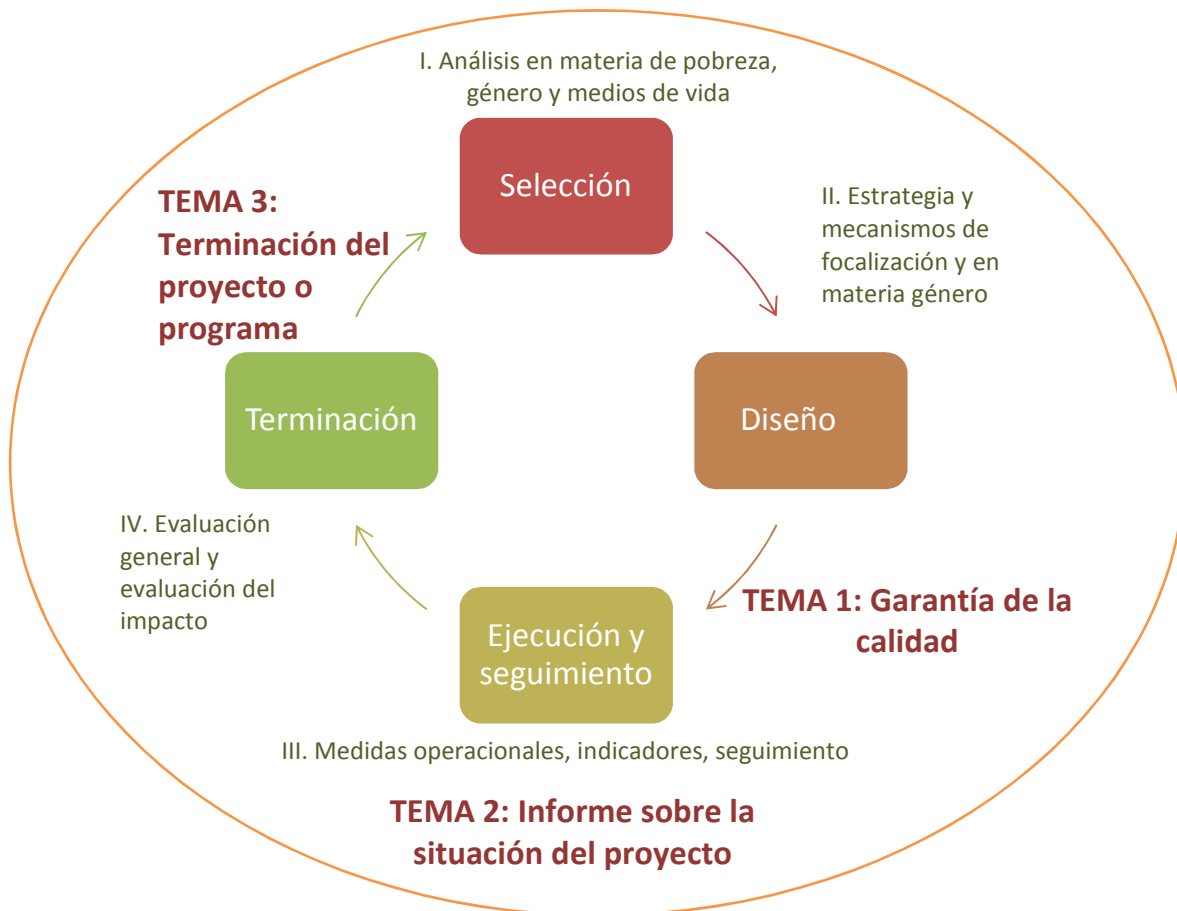 I. Análisis en materia de pobreza,
género y medios de vida
Selección
TEMA 3:
Terminación del
proyecto o
programa
II. Estrategia y
mecanismos de
focalización y en
materia género
Terminación
Diseño
IV. Evaluación
general y
evaluación del
impacto
Ejecución y
seguimiento
TEMA 1: Garantía de la
calidad
III. Medidas operacionales, indicadores, seguimiento
TEMA 2: Informe sobre la
situación del proyecto